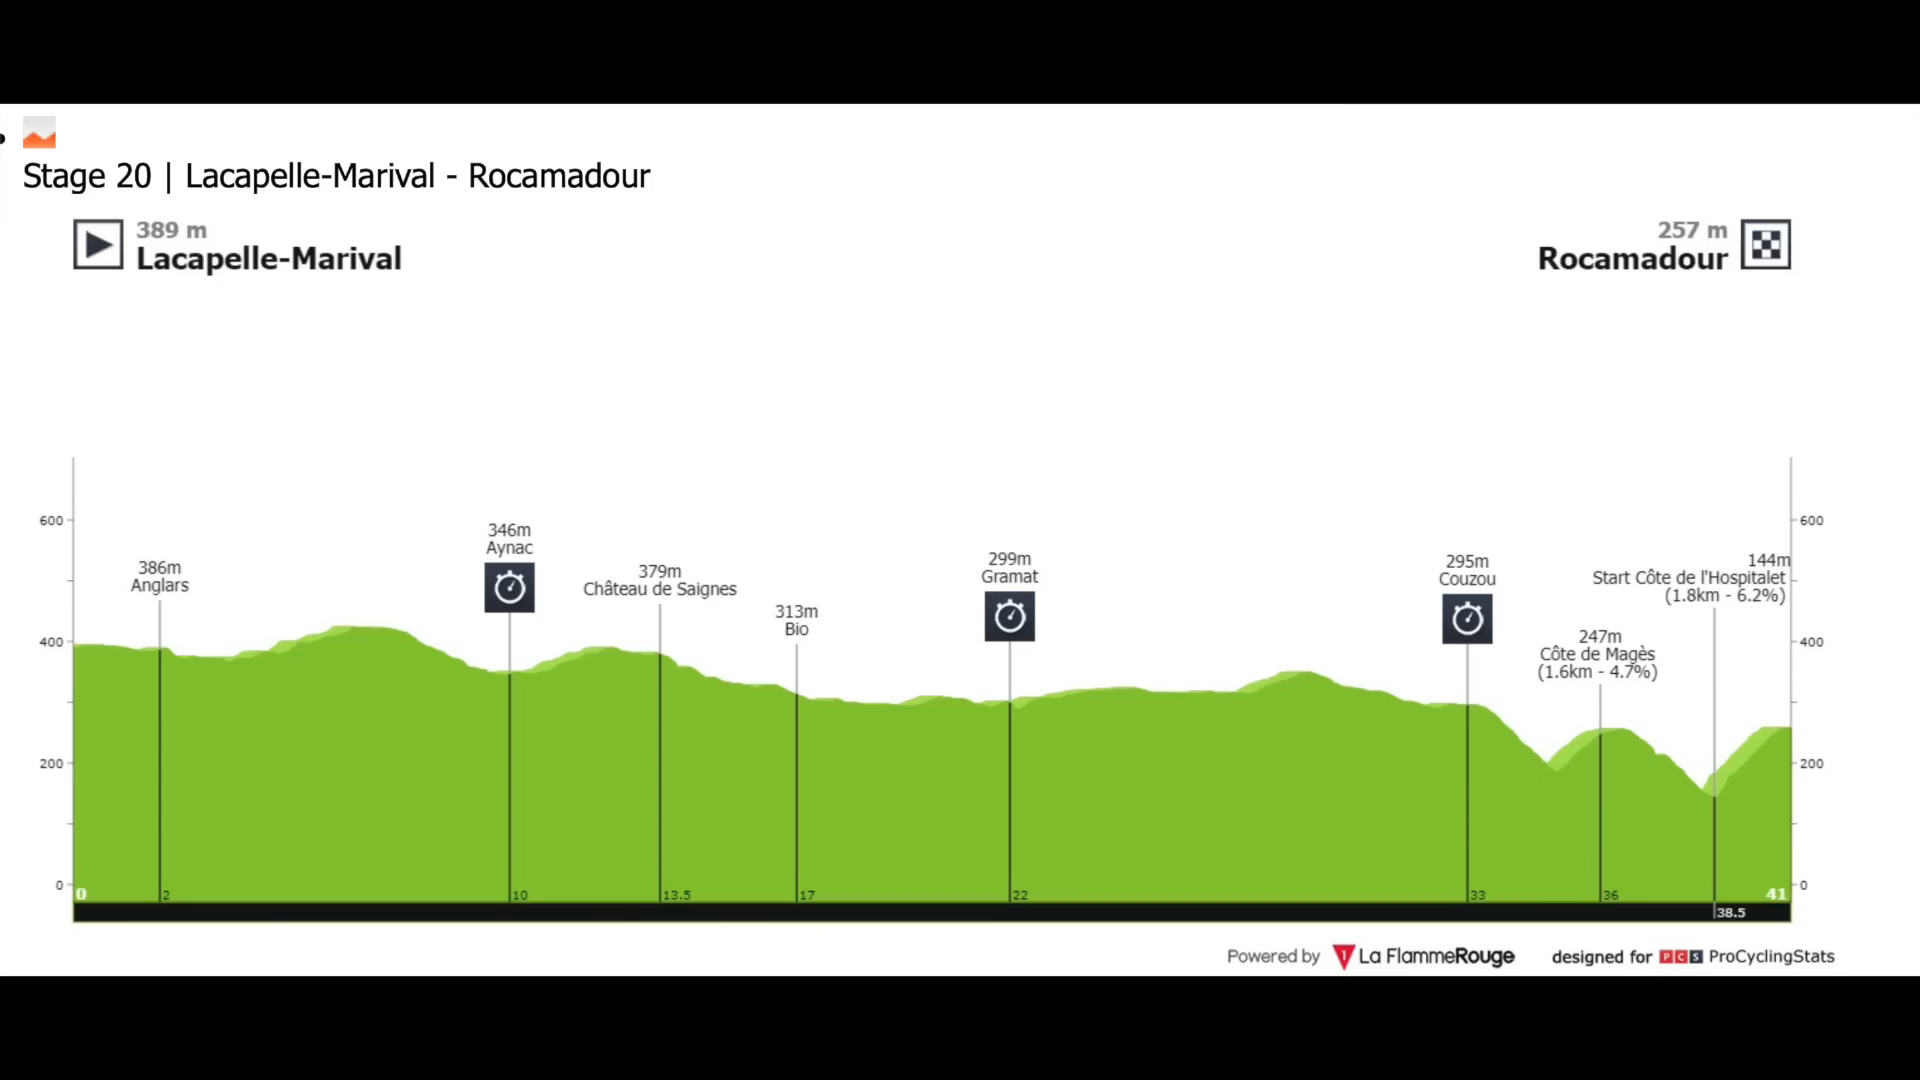 Stage 20 | Lacapelle-Marival - Rocamadour
389 m
Lacapelle-Marival
257 m
Rocamadour
600
400
200
0
386m
Anglars
346m
Aynac
379m
Château de Saignes
313m
Bio
299m
Gramat
295m
Couzou
247m
Côte de Magès
(1.6km - 4.7%)
144m
Start Côte de l'Hospitalet
(1.8km - 6.2%)
600
400
200
0
0
2
10
13.5
17
22
33
36
38.5
41
Powered by 1 La FlammeRouge
designed for PCS ProCyclingStats